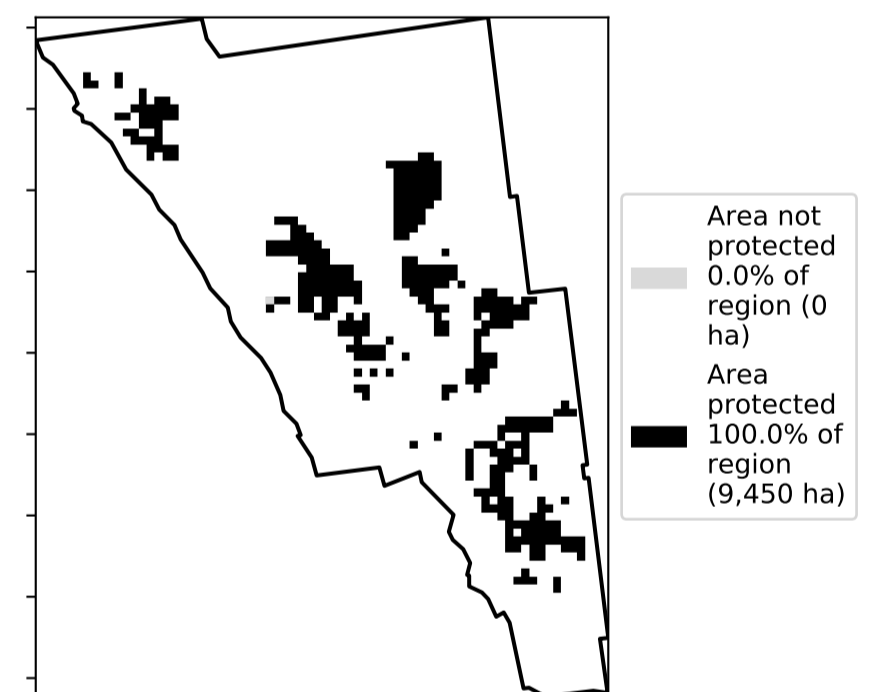 Area not
protected
0.0% of
region (0
ha)
Area
protected
100.0% of
region
(9,450 ha)